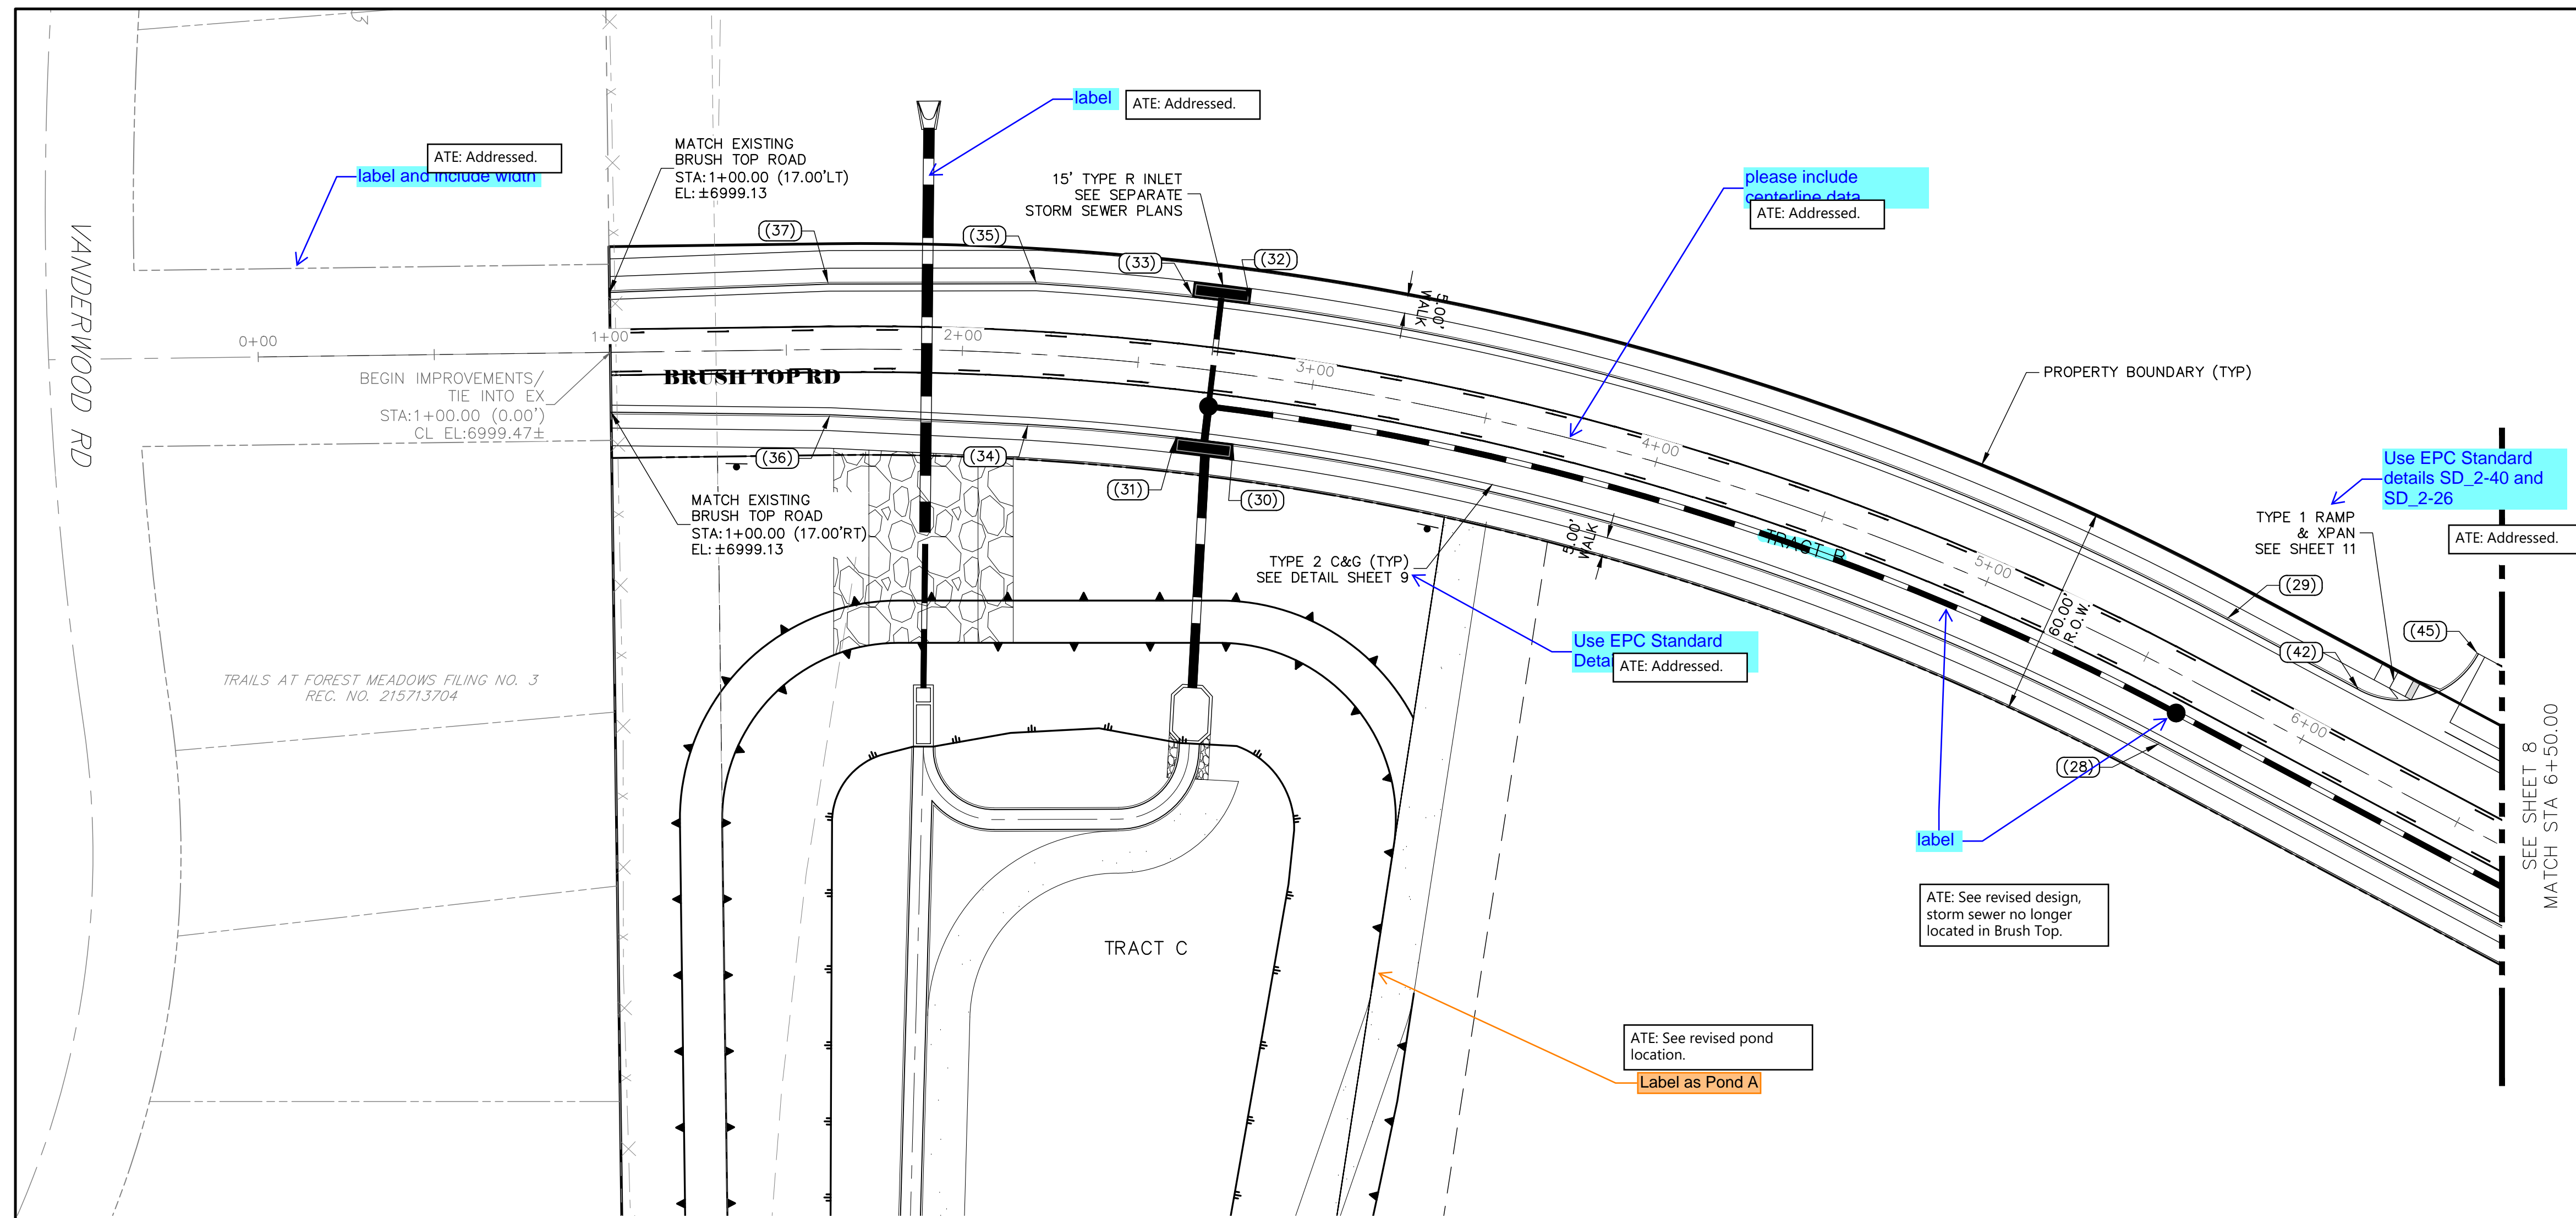 label
ATE: Addressed.
MATCH EXISTING
BRUSH TOP ROAD
STA:1+00.00 (17.00'LT)
EL:±6999.13
ATE: Addressed.
label and include width
15' TYPE R INLET
SEE SEPARATE
STORM SEWER PLANS
please include
centerline data
ATE: Addressed.
VANDERWOOD RD
(37)
(35)
(33)
(32)
5.00'
WALK
0+00
1+00
2+00
3+00
4+00
5+00
6+00
BRUSH TOP RD
BEGIN IMPROVEMENTS/
TIE INTO EX
STA:1+00.00 (0.00')
CL EL:6999.47±
PROPERTY BOUNDARY (TYP)
(36)
(34)
(31)
(30)
MATCH EXISTING
BRUSH TOP ROAD
STA:1+00.00 (17.00'RT)
EL:±6999.13
Use EPC Standard
details SD_2-40 and
SD_2-26
TYPE 1 RAMP
& XPAN
SEE SHEET 11
ATE: Addressed.
5.00'
WALK
TRACT B
TYPE 2 C&G (TYP)
SEE DETAIL SHEET 9
(29)
60.00'
R.O.W.
(45)
(42)
Use EPC Standard
ATE: Addressed.
TRAILS AT FOREST MEADOWS FILING NO. 3
REC. NO. 215713704
(28)
SEE SHEET 8
MATCH STA 6+50.00
label
ATE: See revised design,
storm sewer no longer
located in Brush Top.
TRACT C
ATE: See revised pond
location.
Label as Pond A